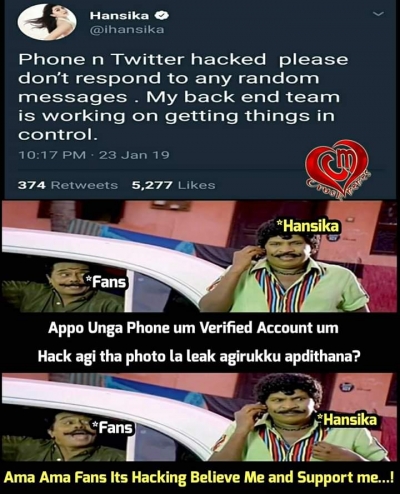 Hansika
@ihansika
Phone n Twitter hacked please
don't respond to any random
messages . My back end team
is working on getting things in
control.
10:17 PM · 23 Jan 19
374 Retweets 5,277 Likes
*Hansika
*Fans
Appo Unga Phone um Verified Account um
Hack agi tha photo la leak agirukku apdithana?
*Fans
*Hansika
Ama Ama Fans Its Hacking Believe Me and Support me...!